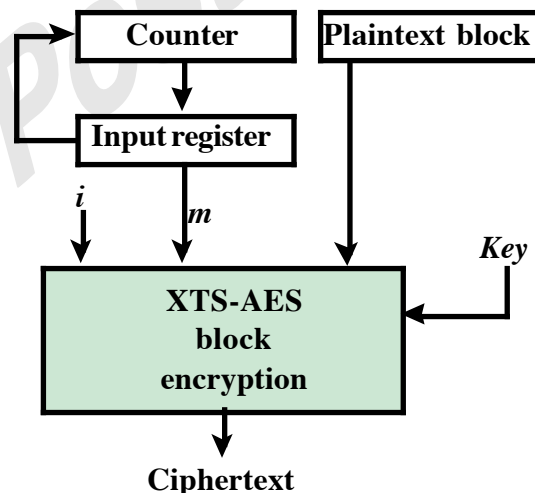 Counter
Plaintext block
Input register
i
m
Key
XTS-AES
block
encryption
Ciphertext